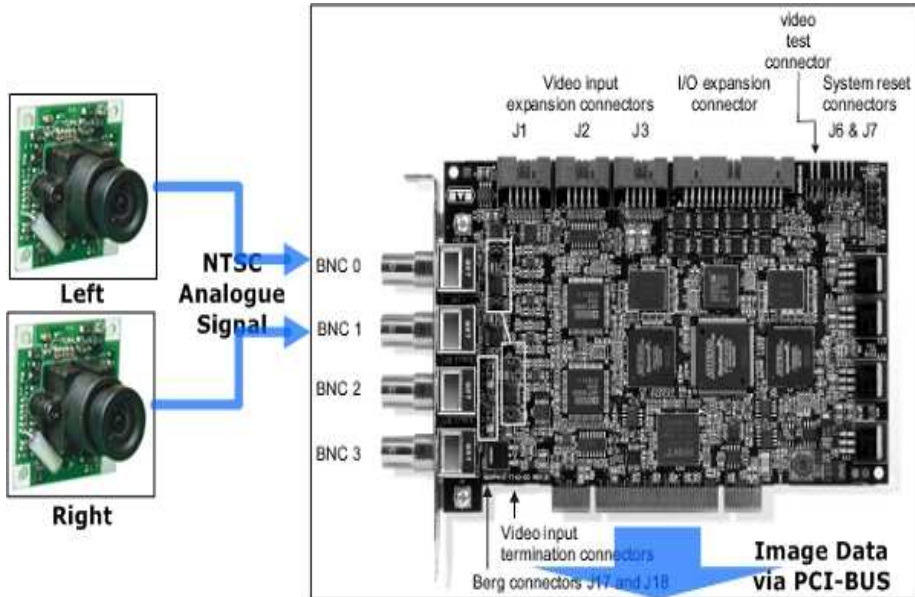 video
test
connector
Video input
expansion connectors
I/O expansion
connector
System reset
connectors
J1
J2
J3
J6 & J7
NTSC
Analogue
Signal
Left
Right
BNC 0
BNC 1
BNC 2
BNC 3
Video input
termination connectors
Berg connectors J17 and J18
Image Data
via PCI-BUS